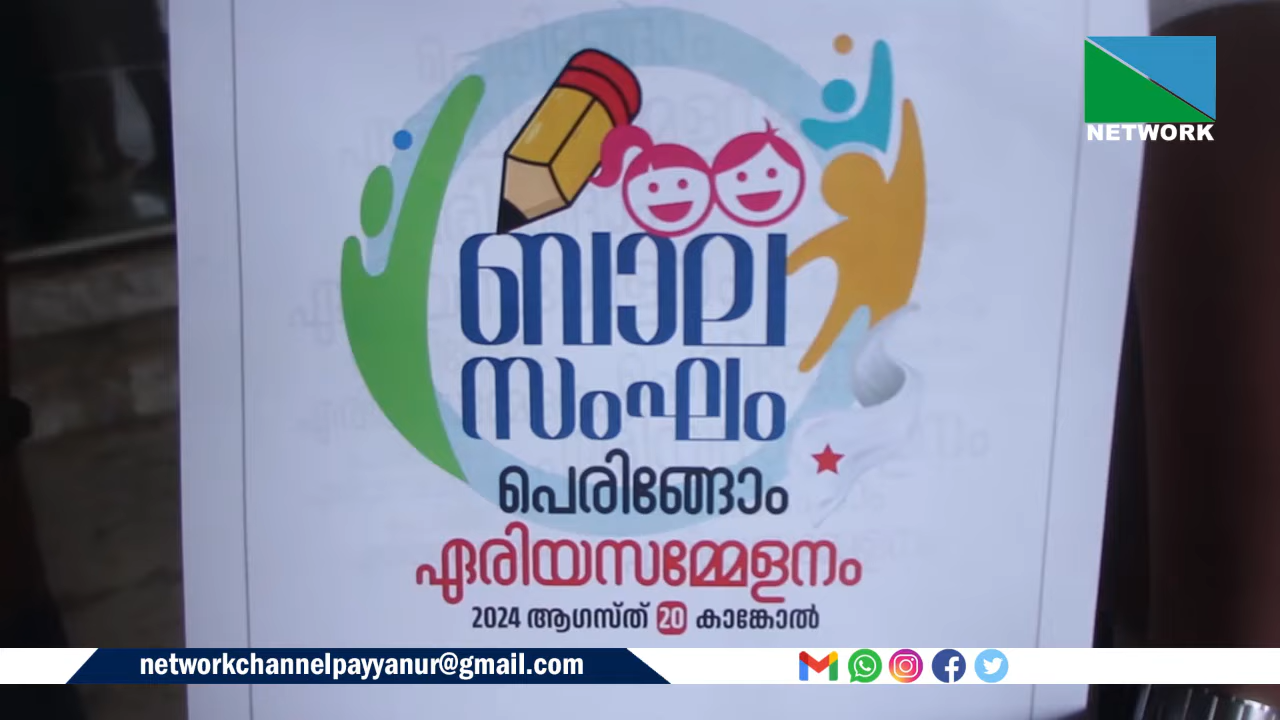 NETWORK
ബാല
സംഘം
പെരിങ്ങോം
ഏരിയസമ്മേളനം
2024 ആഗസ്ത് 20 കാങ്കോൽ
networkchannelpayyanur@gmail.com